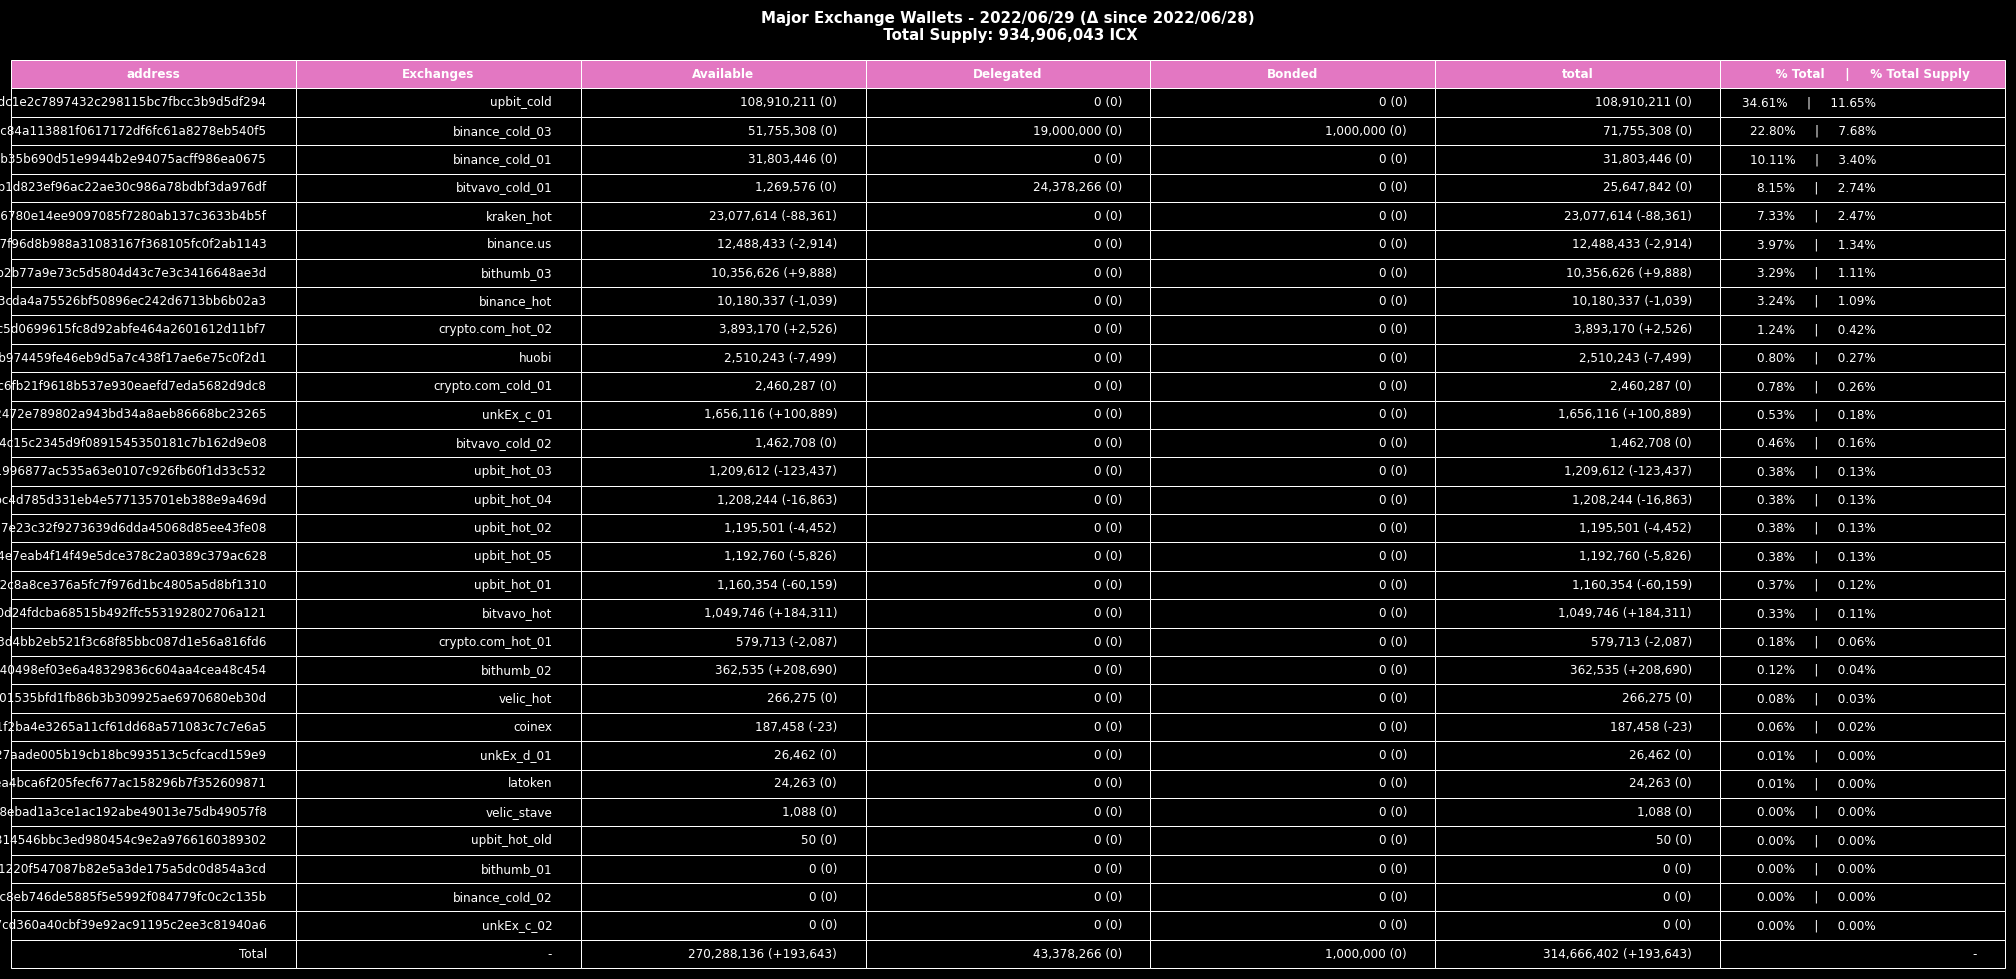 Major Exchange Wallets - 2022/06/29 (Δ since 2022/06/28)
Total Supply: 934,906,043 ICX
address Exchanges Available Delegated Bonded total % Total | % Total Supply
dc1e2c7897432c298115bc7fbcc3b9d5df294 upbit_cold 108,910,211 (0) 0 (0) 0 (0) 108,910,211 (0) 34.61% | 11.65%
c84a113881f0617172df6fc61a8278eb540f5 binance_cold_03 51,755,308 (0) 19,000,000 (0) 1,000,000 (0) 71,755,308 (0) 22.80% | 7.68%
b35b690d51e9944b2e94075acff986ea0675 binance_cold_01 31,803,446 (0) 0 (0) 0 (0) 31,803,446 (0) 10.11% | 3.40%
b1d823ef96ac22ae30c986a78bdbf3da976df bitvavo_cold_01 1,269,576 (0) 24,378,266 (0) 0 (0) 25,647,842 (0) 8.15% | 2.74%
6780e14ee9097085f7280ab137c3633b4b5f kraken_hot 23,077,614 (-88,361) 0 (0) 0 (0) 23,077,614 (-88,361) 7.33% | 2.47%
7f96d8b988a31083167f368105fc0f2ab1143 binance.us 12,488,433 (-2,914) 0 (0) 0 (0) 12,488,433 (-2,914) 3.97% | 1.34%
b2b77a9e73c5d5804d43c7e3c3416648ae3d bithumb_03 10,356,626 (+9,888) 0 (0) 0 (0) 10,356,626 (+9,888) 3.29% | 1.11%
3cda4a75526bf50896ec242d6713bb6b02a3 binance_hot 10,180,337 (-1,039) 0 (0) 0 (0) 10,180,337 (-1,039) 3.24% | 1.09%
c5d0699615fc8d92abfe464a2601612d11bf7 crypto.com_hot_02 3,893,170 (+2,526) 0 (0) 0 (0) 3,893,170 (+2,526) 1.24% | 0.42%
b974459fe46eb9d5a7c438f17ae6e75c0f2d1 huobi 2,510,243 (-7,499) 0 (0) 0 (0) 2,510,243 (-7,499) 0.80% | 0.27%
c6fb21f9618b537e930eaefd7eda5682d9dc8 crypto.com_cold_01 2,460,287 (0) 0 (0) 0 (0) 2,460,287 (0) 0.78% | 0.26%
2472e789802a943bd34a8aeb86668bc23265 unkEx_c_01 1,656,116 (+100,889) 0 (0) 0 (0) 1,656,116 (+100,889) 0.53% | 0.18%
4c15c2345d9f0891545350181c7b162d9e08 bitvavo_cold_02 1,462,708 (0) 0 (0) 0 (0) 1,462,708 (0) 0.46% | 0.16%
1996877ac535a63e0107c926fb60f1d33c532 upbit_hot_03 1,209,612 (-123,437) 0 (0) 0 (0) 1,209,612 (-123,437) 0.38% | 0.13%
bc4d785d331eb4e577135701eb388e9a469d upbit_hot_04 1,208,244 (-16,863) 0 (0) 0 (0) 1,208,244 (-16,863) 0.38% | 0.13%
7e23c32f9273639d6dda45068d85ee43fe08 upbit_hot_02 1,195,501 (-4,452) 0 (0) 0 (0) 1,195,501 (-4,452) 0.38% | 0.13%
4e7eab4f14f49e5dce378c2a0389c379ac628 upbit_hot_05 1,192,760 (-5,826) 0 (0) 0 (0) 1,192,760 (-5,826) 0.38% | 0.13%
2c8a8ce376a5fc7f976d1bc4805a5d8bf1310 upbit_hot_01 1,160,354 (-60,159) 0 (0) 0 (0) 1,160,354 (-60,159) 0.37% | 0.12%
0d24fdcba68515b492ffc553192802706a121 bitvavo_hot 1,049,746 (+184,311) 0 (0) 0 (0) 1,049,746 (+184,311) 0.33% | 0.11%
3d4bb2eb521f3c68f85bbc087d1e56a816fd6 crypto.com_hot_01 579,713 (-2,087) 0 (0) 0 (0) 579,713 (-2,087) 0.18% | 0.06%
40498ef03e6a48329836c604aa4cea48c454 bithumb_02 362,535 (+208,690) 0 (0) 0 (0) 362,535 (+208,690) 0.12% | 0.04%
01535bfd1fb86b3b309925ae6970680eb30d velic_hot 266,275 (0) 0 (0) 0 (0) 266,275 (0) 0.08% | 0.03%
1f2ba4e3265a11cf61dd68a571083c7c7e6a5 coinex 187,458 (-23) 0 (0) 0 (0) 187,458 (-23) 0.06% | 0.02%
27aade005b19cb18bc993513c5cfcacd159e9 unkEx_d_01 26,462 (0) 0 (0) 0 (0) 26,462 (0) 0.01% | 0.00%
ea4bca6f205fecf677ac158296b7f352609871 latoken 24,263 (0) 0 (0) 0 (0) 24,263 (0) 0.01% | 0.00%
8ebad1a3ce1ac192abe49013e75db49057f8 velic_stave 1,088 (0) 0 (0) 0 (0) 1,088 (0) 0.00% | 0.00%
314546bbc3ed980454c9e2a9766160389302 upbit_hot_old 50 (0) 0 (0) 0 (0) 50 (0) 0.00% | 0.00%
1220f547087b82e5a3de175a5dc0d854a3cd bithumb_01 0 (0) 0 (0) 0 (0) 0 (0) 0.00% | 0.00%
c8eb746de5885f5e5992f084779fc0c2c135b binance_cold_02 0 (0) 0 (0) 0 (0) 0 (0) 0.00% | 0.00%
7cd360a40cbf39e92ac91195c2ee3c81940a6 unkEx_c_02 0 (0) 0 (0) 0 (0) 0 (0) 0.00% | 0.00%
Total - 270,288,136 (+193,643) 43,378,266 (0) 1,000,000 (0) 314,666,402 (+193,643) -